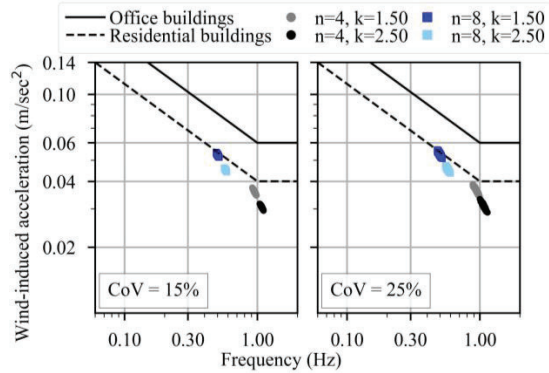 Office buildings n=4, k=1.50 n=8, k=1.50
Residential buildings n=4, k=2.50 n=8, k=2.50
Wind-induced acceleration (m/sec²)
0.14
0.10
0.06
0.04
0.02
CoV = 15% CoV = 25%
0.10 0.30 1.00 0.10 0.30 1.00
Frequency (Hz)